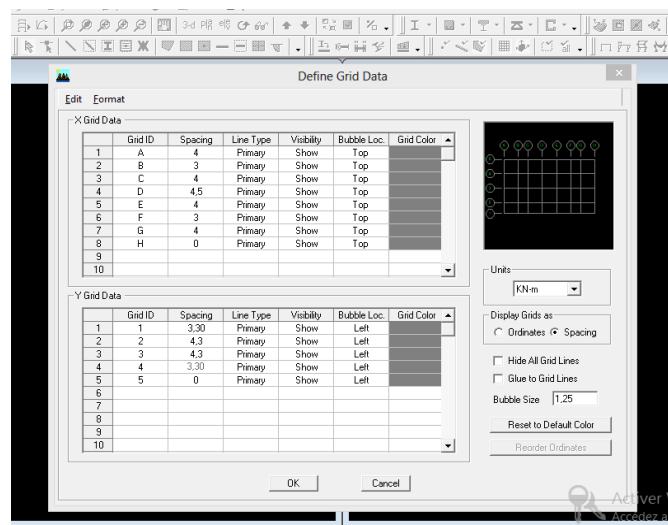 3-d
Define Grid Data
Edit Format
X Grid Data
Grid ID Spacing Line Type Visibility Bubble Loc. Grid Color
1 A 4 Primary Show Top
2 B 3 Primary Show Top
3 C 4 Primary Show Top
4 D 4,5 Primary Show Top
5 E 4 Primary Show Top
6 F 3 Primary Show Top
7 G 4 Primary Show Top
8 H 0 Primary Show Top
9
10
Units
KN-m
Y Grid Data
Grid ID Spacing Line Type Visibility Bubble Loc. Grid Color
1 1 3,30 Primary Show Left
2 2 4,3 Primary Show Left
3 3 4,3 Primary Show Left
4 4 3,30 Primary Show Left
5 5 0 Primary Show Left
6
7
8
9
10
Display Grids as
Ordinates Spacing
Hide All Grid Lines
Glue to Grid Lines
Bubble Size 1,25
Reset to Default Color
Reorder Ordinates
OK Cancel
Activer
Accédez a